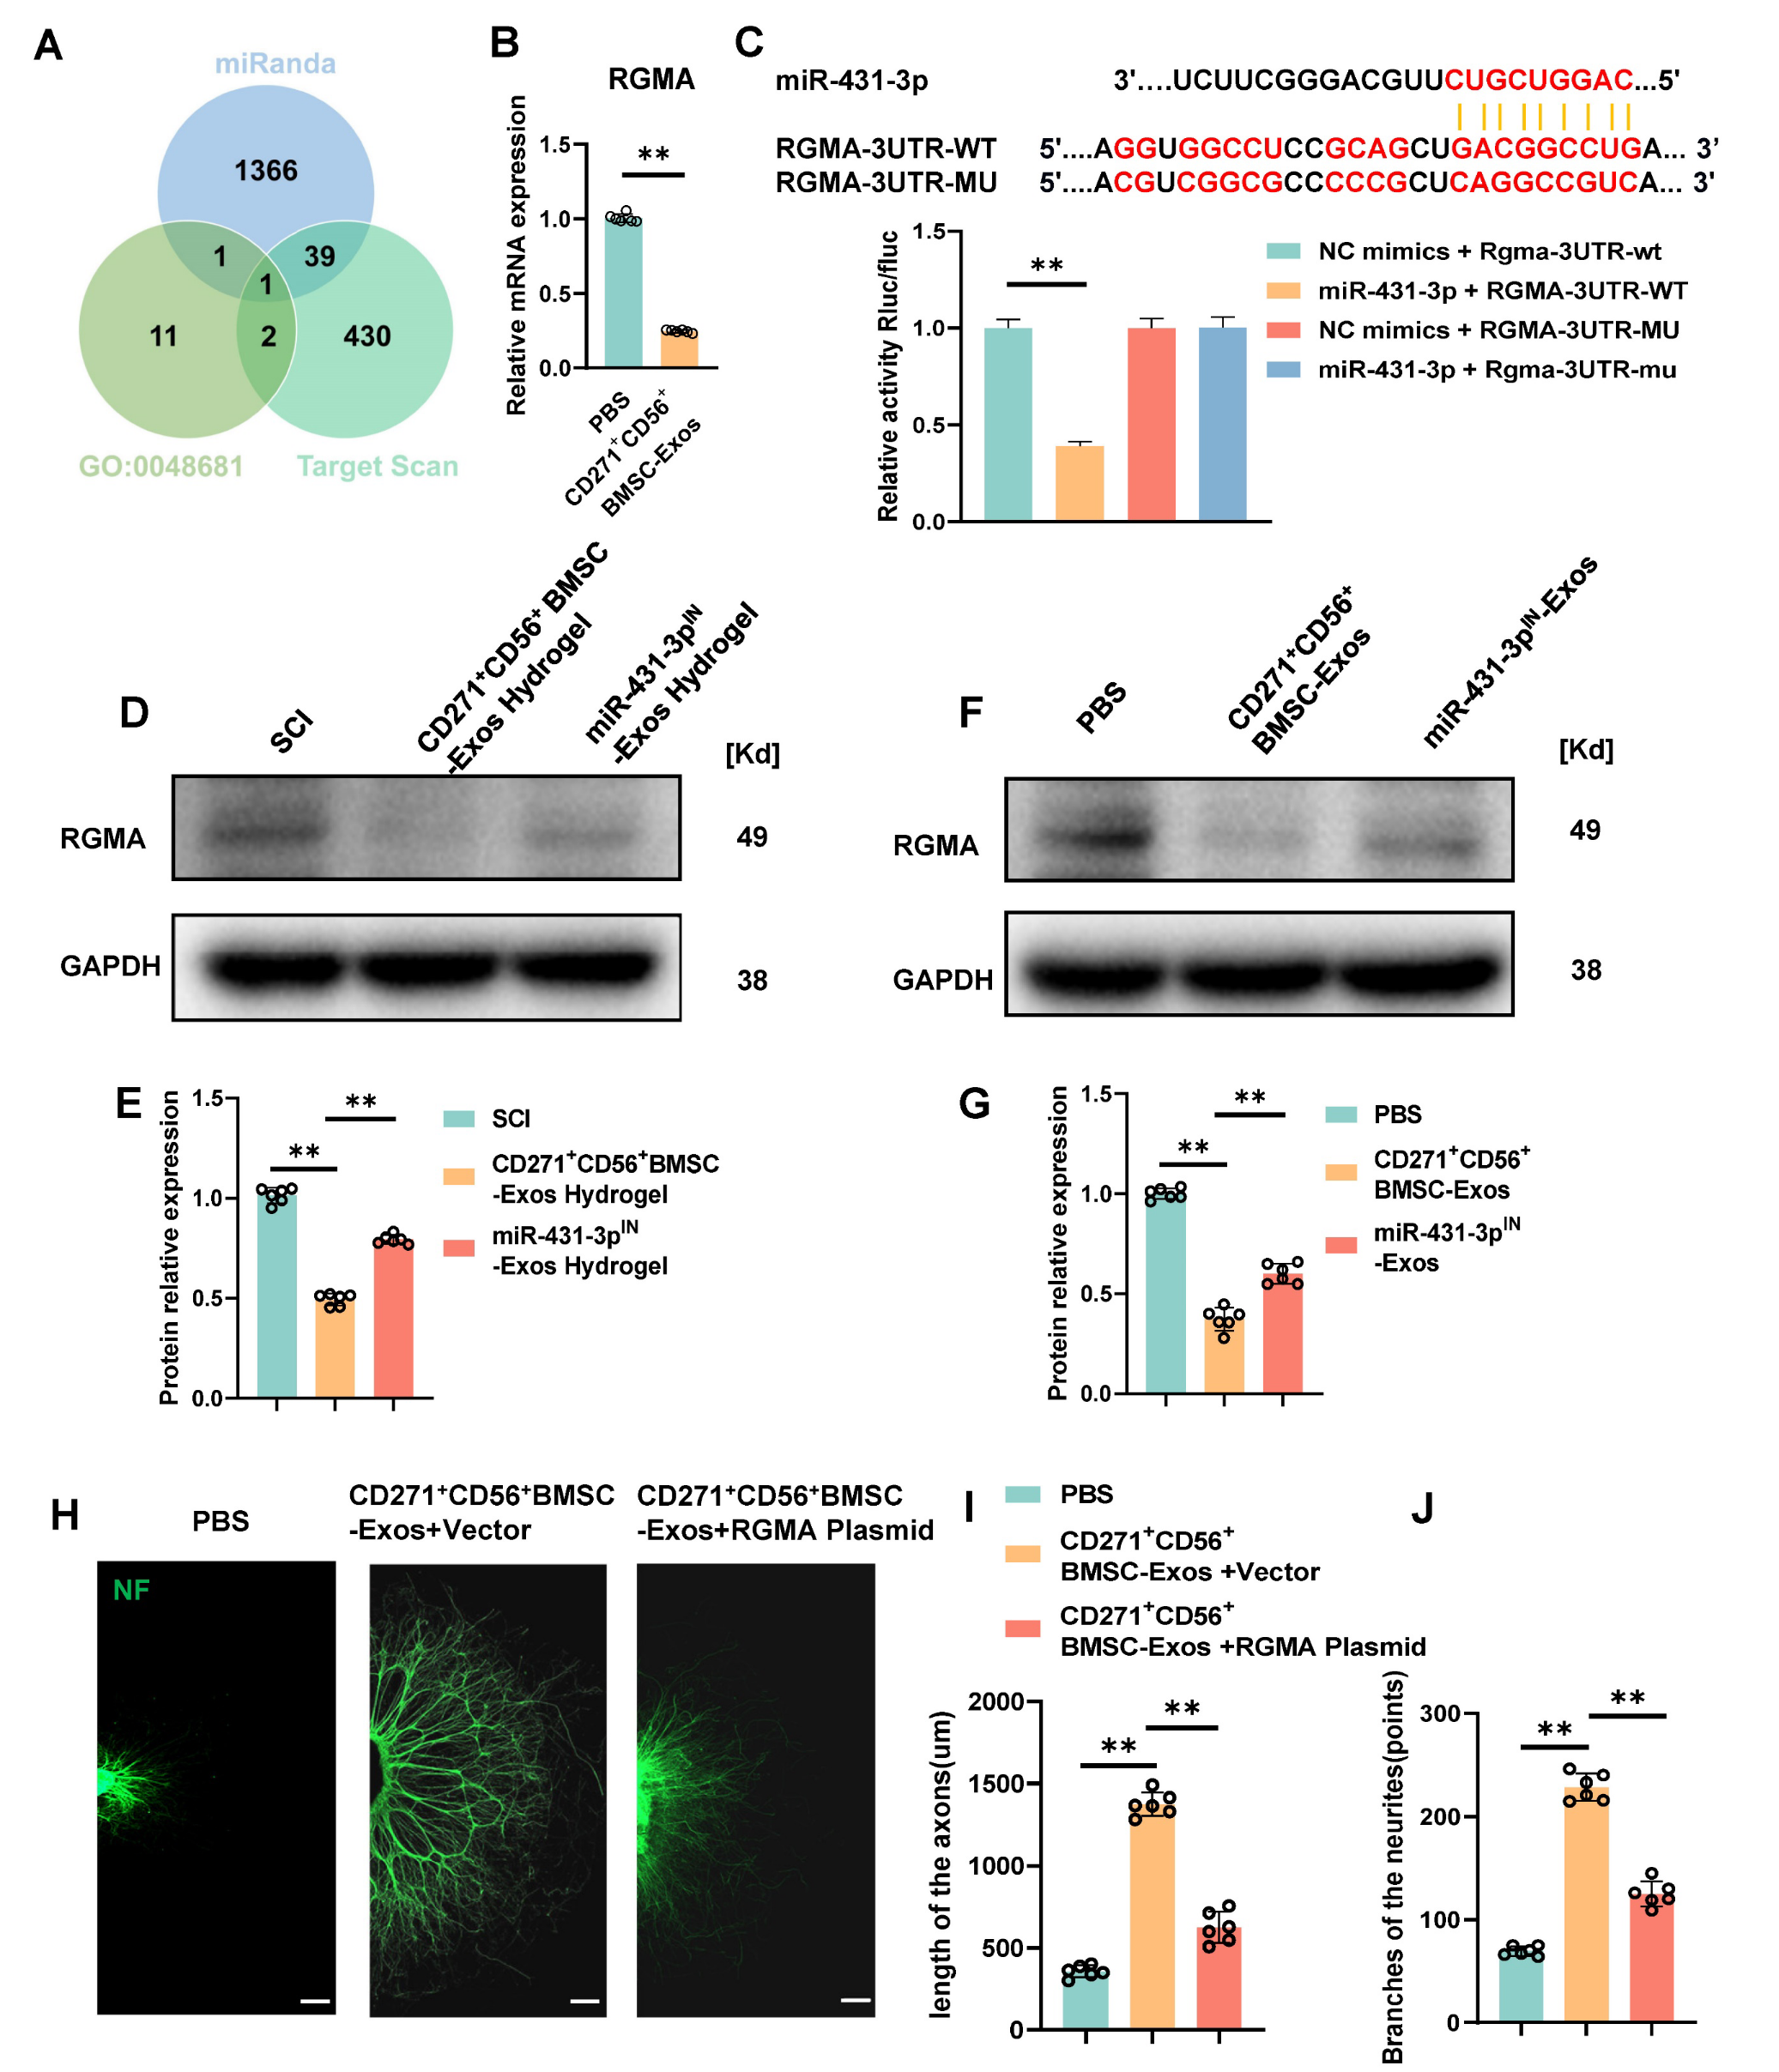 A
miRanda
1366
1
39
1
11
2
430
GO:0048681
Target Scan
B
RGMA
Relative mRNA expression
1.5
1.0
0.5
0.0
**
PBS
CD271+CD56+
BMSC-Exos
C
miR-431-3p
3'....UCUUCGGGACGUUCUGCUGGAC...5'
RGMA-3UTR-WT
5'....AGGUGGCCUCCGCAGCUGACGGCCUGA... 3'
RGMA-3UTR-MU
5'....ACGUCGGCGCCCCCGCUCAGGCCGUCA... 3'
Relative activity Rluc/fluc
1.5
1.0
0.5
0.0
**
NC mimics + Rgma-3UTR-wt
miR-431-3p + RGMA-3UTR-WT
NC mimics + RGMA-3UTR-MU
miR-431-3p + Rgma-3UTR-mu
D
SCI
CD271+CD56+ BMSC
-Exos Hydrogel
miR-431-3pIN
-Exos Hydrogel
[Kd]
RGMA
49
GAPDH
38
F
PBS
CD271+CD56+
BMSC-Exos
miR-431-3pIN-Exos
[Kd]
RGMA
49
GAPDH
38
E
Protein relative expression
1.5
1.0
0.5
0.0
**
**
SCI
CD271+CD56+BMSC
-Exos Hydrogel
miR-431-3pIN
-Exos Hydrogel
G
Protein relative expression
1.5
1.0
0.5
0.0
**
**
PBS
CD271+CD56+
BMSC-Exos
miR-431-3pIN
-Exos
H
PBS
CD271+CD56+BMSC
-Exos+Vector
CD271+CD56+BMSC
-Exos+RGMA Plasmid
NF
I
PBS
CD271+CD56+
BMSC-Exos +Vector
CD271+CD56+
BMSC-Exos +RGMA Plasmid
length of the axons(um)
2000
1500
1000
500
0
**
**
J
Branches of the neurites(points)
300
200
100
0
**
**